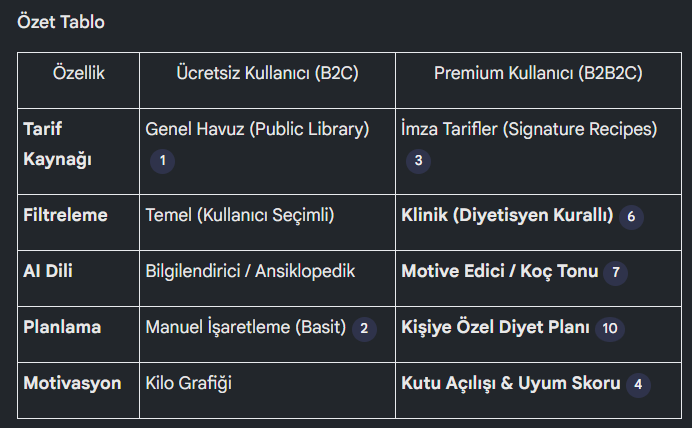 Özet Tablo
Özellik
Ücretsiz Kullanıcı (B2C)
Premium Kullanıcı (B2B2C)
Tarif
Kaynağı
Genel Havuz (Public Library)
1
İmza Tarifler (Signature Recipes)
3
Filtreleme
Temel (Kullanıcı Seçimli)
Klinik (Diyetisyen Kurallı) 6
AI Dili
Bilgilendirici / Ansiklopedik
Motive Edici / Koç Tonu 7
Planlama
Manuel İşaretleme (Basit) 2
Kişiye Özel Diyet Planı 10
Motivasyon
Kilo Grafiği
Kutu Açılışı & Uyum Skoru 4